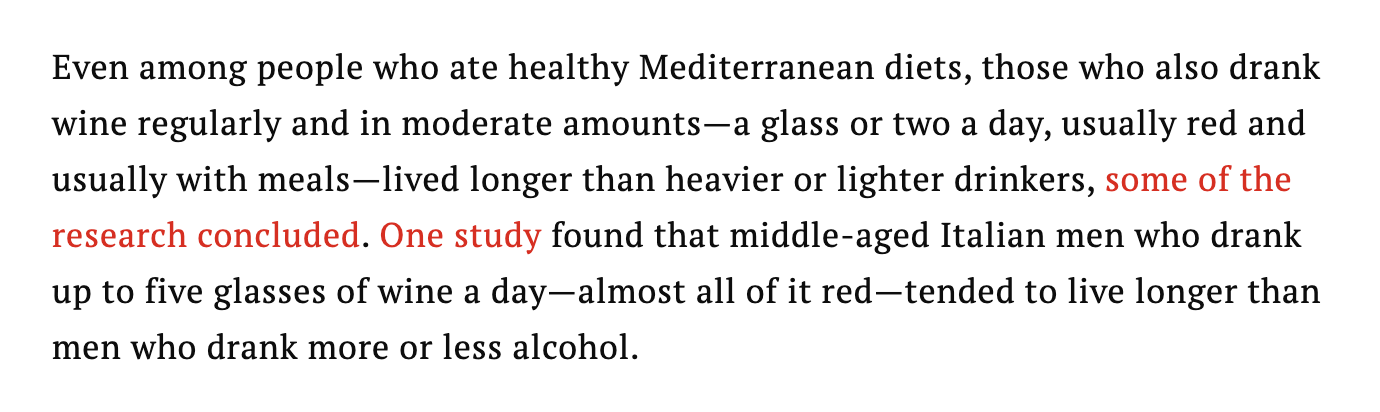 Even among people who ate healthy Mediterranean diets, those who also drank
wine regularly and in moderate amounts—a glass or two a day, usually red and
usually with meals—lived longer than heavier or lighter drinkers, some of the
research concluded. One study found that middle-aged Italian men who drank
up to five glasses of wine a day—almost all of it red—tended to live longer than
men who drank more or less alcohol.